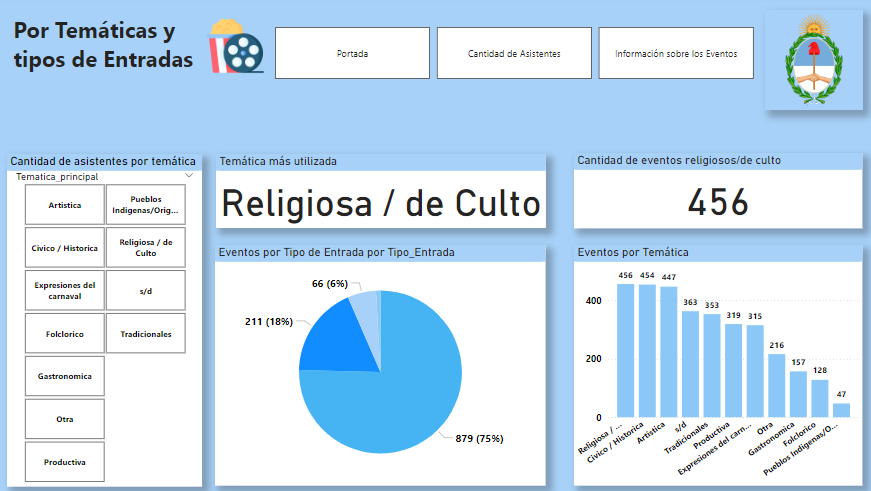 Por Temáticas y
tipos de Entradas
Portada
Cantidad de Asistentes
Información sobre los Eventos
Cantidad de asistentes por temática
Tematica_principal
Artistica
Pueblos
Indigenas/Orig...
Civico / Historica
Religiosa / de
Culto
Expresiones del
carnaval
s/d
Folclorico
Tradicionales
Gastronomica
Otra
Productiva
Temática más utilizada
Religiosa / de Culto
Cantidad de eventos religiosos/de culto
456
Eventos por Tipo de Entrada por Tipo_Entrada
66 (6%)
211 (18%)
879 (75%)
Eventos por Temática
400
200
0
456
454
447
363
353
319
315
216
157
128
47
Religiosa / ...
Civico / Historica
Artistica
s/d
Tradicionales
Productiva
Expresiones del carn...
Otra
Gastronomica
Folclorico
Pueblos Indigenas/O...